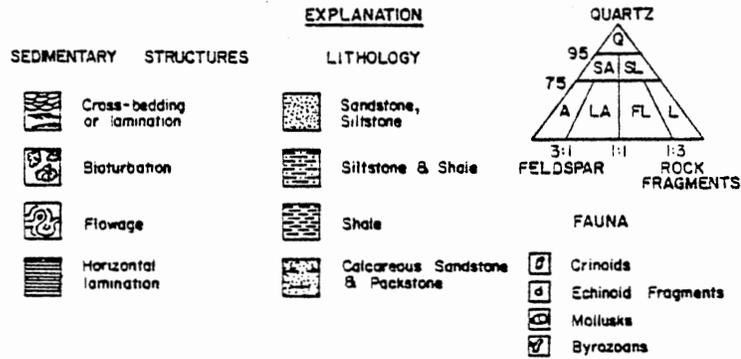 EXPLANATION
SEDIMENTARY STRUCTURES
Cross-bedding
or lamination
Bioturbation
Flowage
Horizontal
lamination
LITHOLOGY
Sandstone,
Siltstone
Siltstone & Shale
Shale
Calcareous Sandstone
& Packstone
QUARTZ
Q
95
SA SL
75
A LA FL L
3:1 1:1 1:3
FELDSPAR ROCK
FRAGMENTS
FAUNA
Crinoids
Echinoid Fragments
Mollusks
Byrozoans